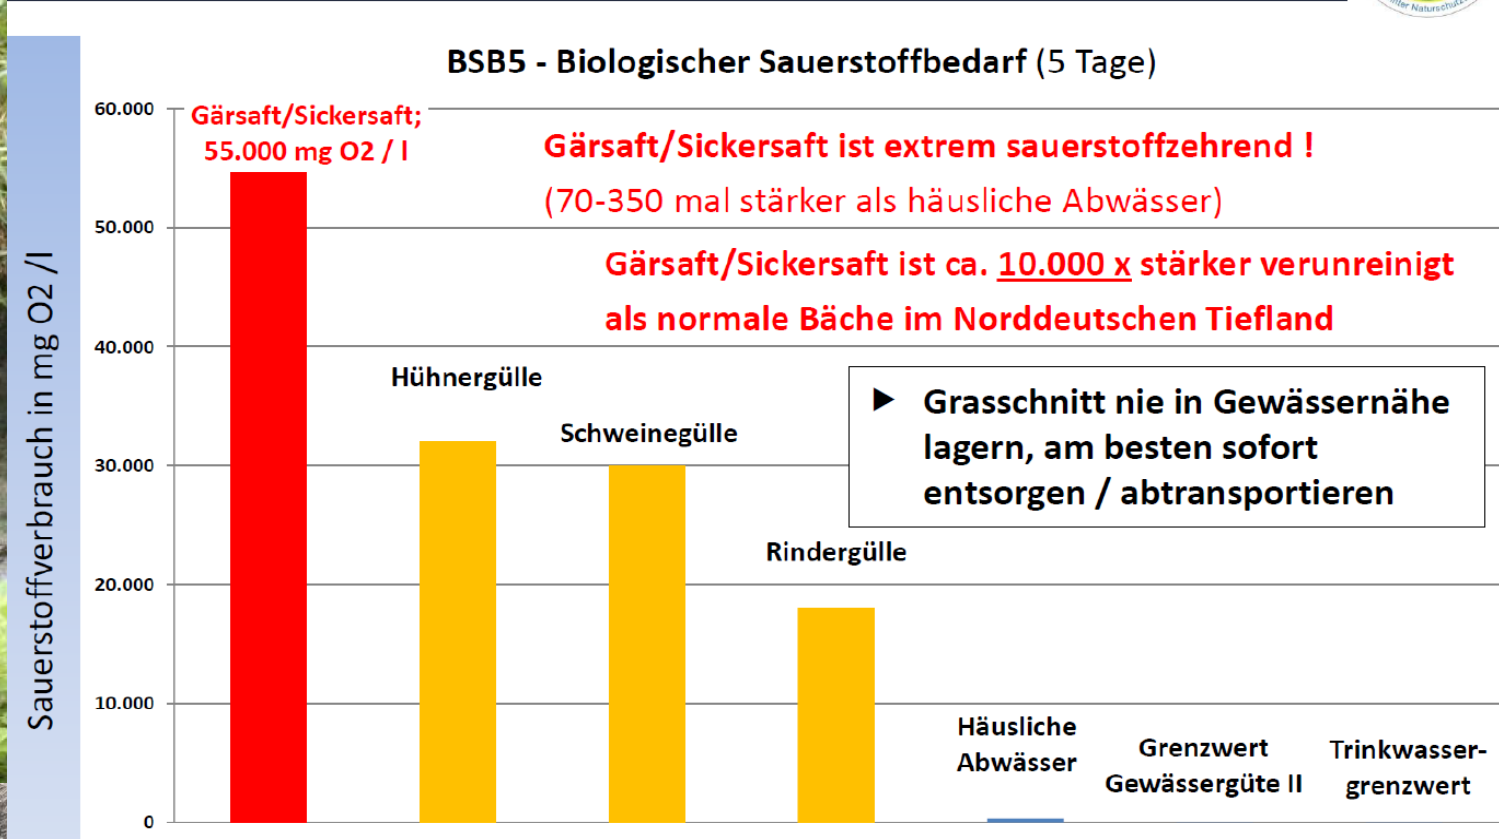 ter Naturschutz
BSB5 - Biologischer Sauerstoffbedarf (5 Tage)
Sauerstoffverbrauch in mg O2 /l
60.000
50.000
40.000
30.000
20.000
10.000
0
Gärsaft/Sickersaft;
55.000 mg O2 / l
Gärsaft/Sickersaft ist extrem sauerstoffzehrend !
(70-350 mal stärker als häusliche Abwässer)
Gärsaft/Sickersaft ist ca. 10.000 x stärker verunreinigt
als normale Bäche im Norddeutschen Tiefland
Hühnergülle
Schweinegülle
► Grasschnitt nie in Gewässernähe
lagern, am besten sofort
entsorgen / abtransportieren
Rindergülle
Häusliche
Abwässer
Grenzwert
Gewässergüte II
Trinkwasser-
grenzwert